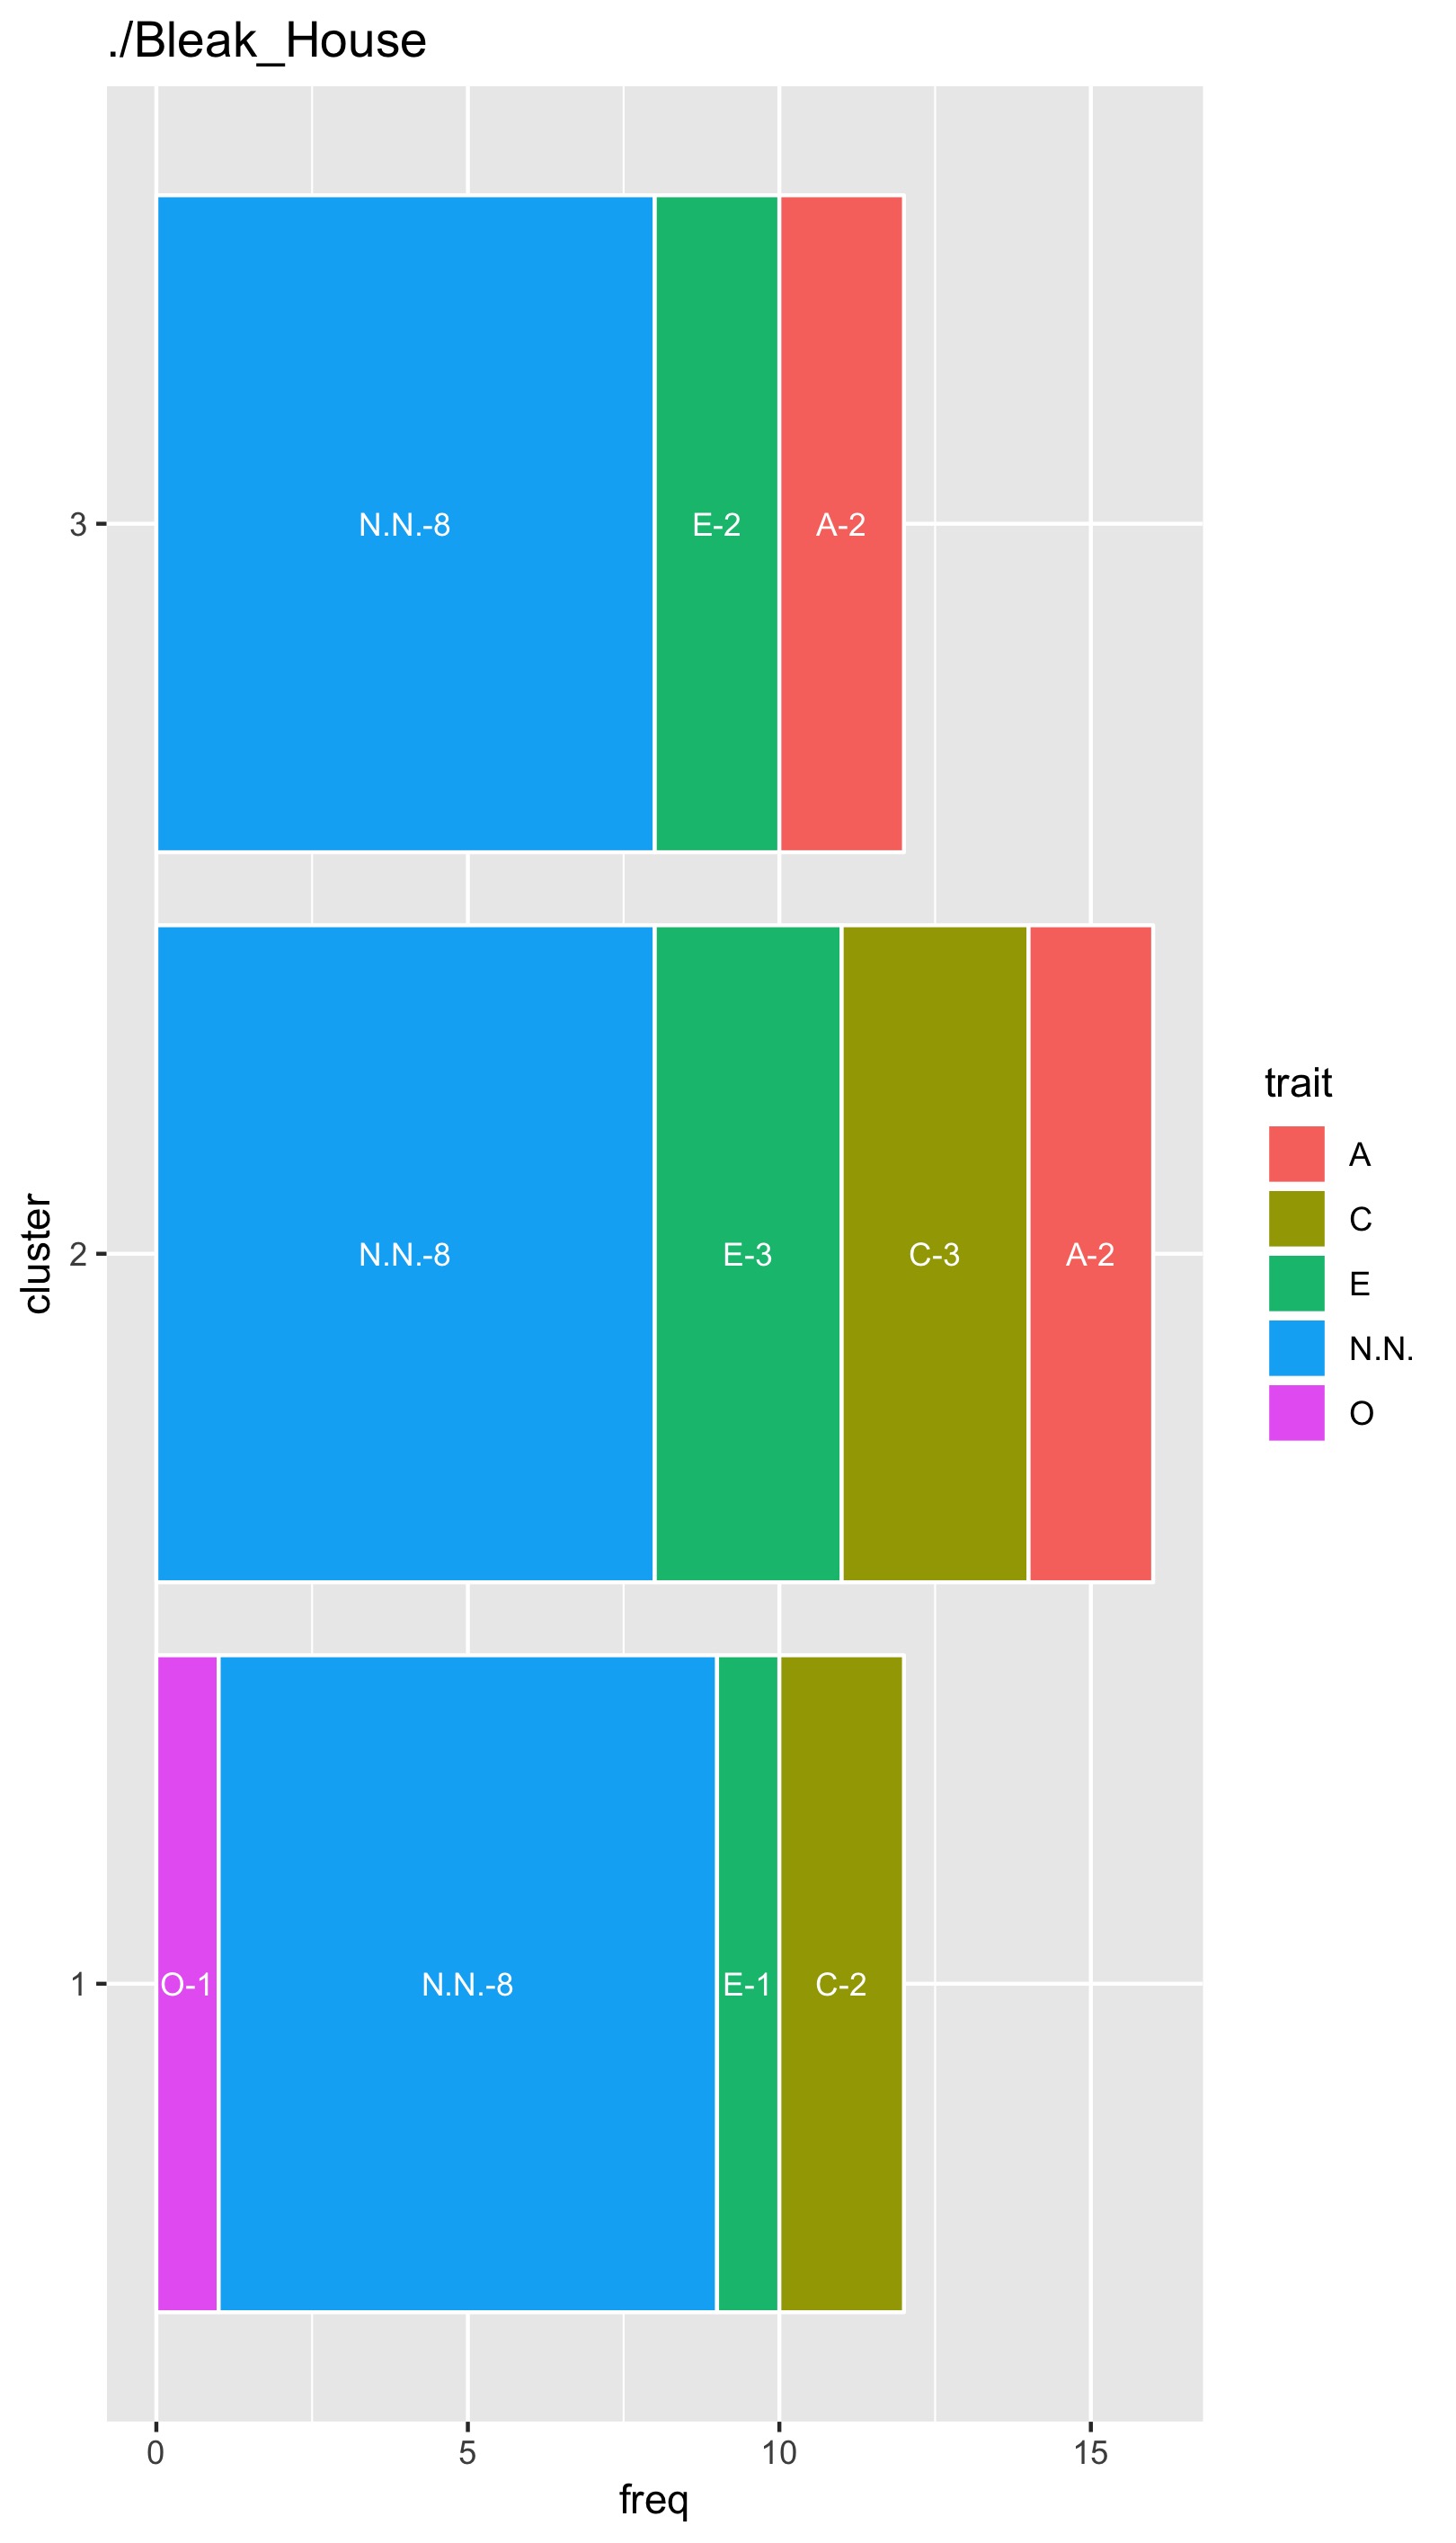 ./Bleak_House
3
N.N.-8 E-2 A-2
cluster
2
N.N.-8 E-3 C-3 A-2
1
O-1 N.N.-8 E-1 C-2
0 5 10 15
freq
trait
A
C
E
N.N.
O